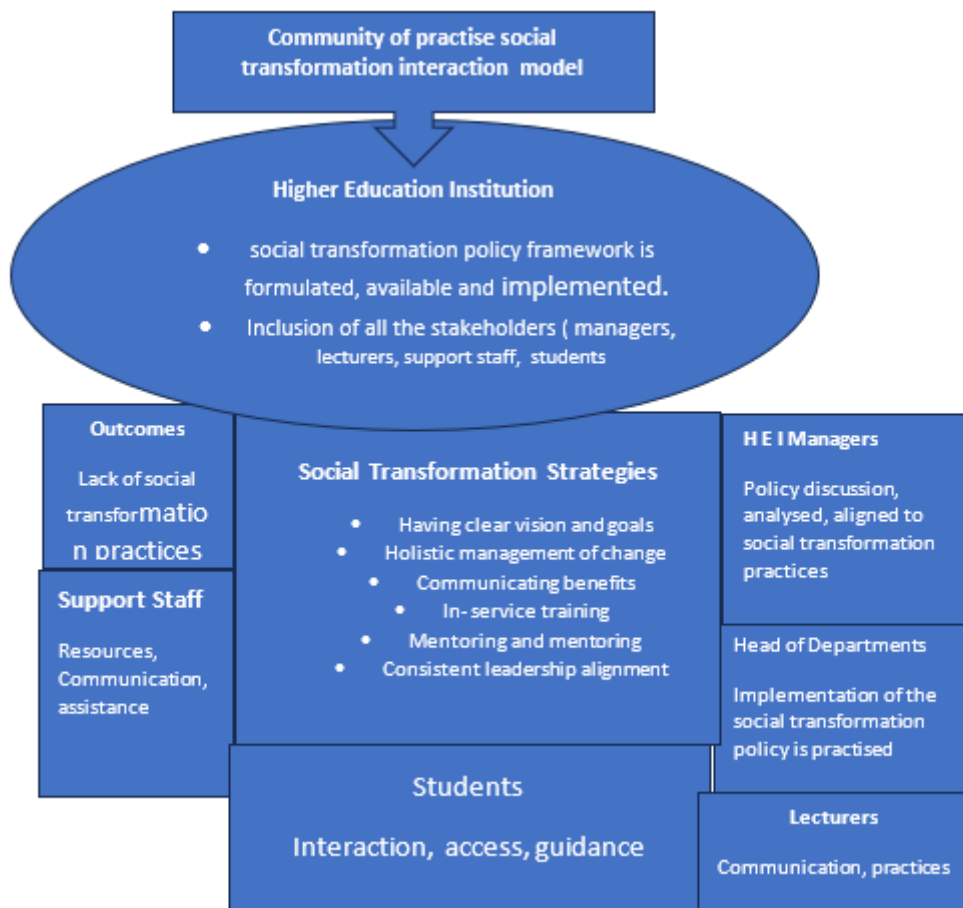 Community of practise social
transformation interaction model
Higher Education Institution
• social transformation policy framework is
formulated, available and implemented.
• Inclusion of all the stakeholders ( managers,
lecturers, support staff, students
Outcomes
Lack of social
transformatio
n practices
Support Staff
Resources,
Communication,
assistance
Social Transformation Strategies
• Having clear vision and goals
• Holistic management of change
• Communicating benefits
• In- service training
• Mentoring and mentoring
• Consistent leadership alignment
Students
Interaction, access, guidance
H E I Managers
Policy discussion,
analysed, aligned to
social transformation
practices
Head of Departments
Implementation of the
social transformation
policy is practised
Lecturers
Communication, practices